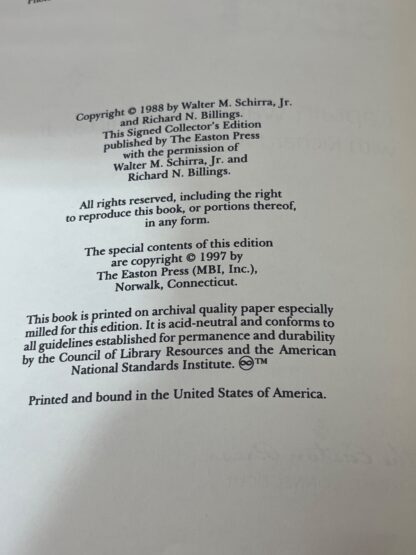 Copyright © 1988 by Walter M. Schirra, Jr.
and Richard N. Billings.
This Signed Collector's Edition
published by The Easton Press
with the permission of
Walter M. Schirra, Jr. and
Richard N. Billings.
All rights reserved, including the right
to reproduce this book, or portions thereof,
in any form.
The special contents of this edition
are copyright © 1997 by
The Easton Press (MBI, Inc.),
Norwalk, Connecticut.
This book is printed on archival quality paper especially
milled for this edition. It is acid-neutral and conforms to
all guidelines established for permanence and durability
by the Council of Library Resources and the American
National Standards Institute. ♾™
Printed and bound in the United States of America.